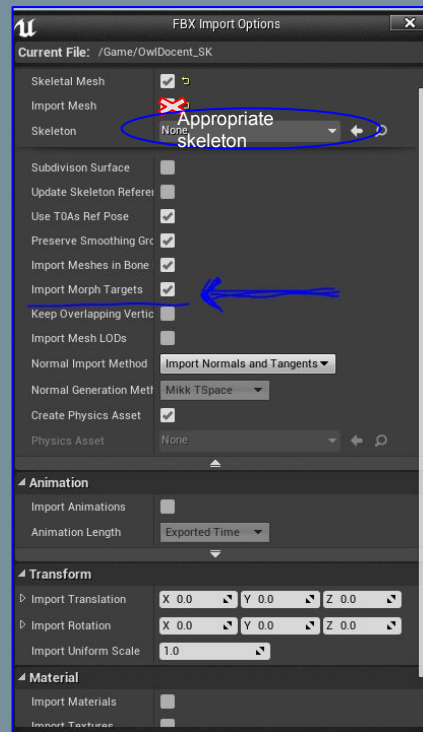 FBX Import Options
Current File: /Game/OwlDocent_SK
Skeletal Mesh
Import Mesh
Appropriate
skeleton
Skeleton None
Subdivison Surface
Update Skeleton Referer
Use T0As Ref Pose
Preserve Smoothing Grc
Import Meshes in Bone
Import Morph Targets
Keep Overlapping Vertic
Import Mesh LODs
Normal Import Method Import Normals and Tangents
Normal Generation Meth Mikk TSpace
Create Physics Asset
Physics Asset None
Animation
Import Animations
Animation Length Exported Time
Transform
Import Translation X 0.0 Y 0.0 Z 0.0
Import Rotation X 0.0 Y 0.0 Z 0.0
Import Uniform Scale 1.0
Material
Import Materials
Import Textures